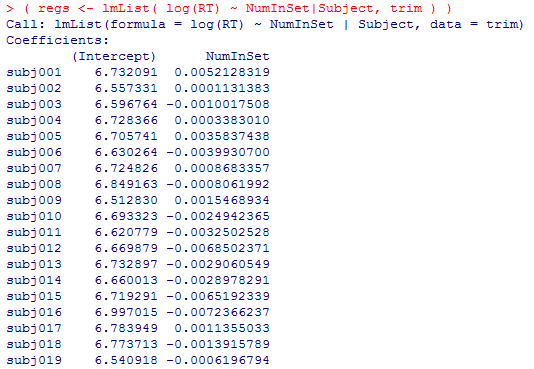 > ( regs <- lmList( log(RT) ~ NumInSet|Subject, trim ) )
Call: lmList(formula = log(RT) ~ NumInSet | Subject, data = trim)
Coefficients:
        (Intercept)      NumInSet
subj001    6.732091  0.0052128319
subj002    6.557331  0.0001131383
subj003    6.596764 -0.0010017508
subj004    6.728366  0.0003383010
subj005    6.705741  0.0035837438
subj006    6.630264 -0.0039930700
subj007    6.724826  0.0008683357
subj008    6.849163 -0.0008061992
subj009    6.512830  0.0015468934
subj010    6.693323 -0.0024942365
subj011    6.620779 -0.0032502528
subj012    6.669879 -0.0068502371
subj013    6.732897 -0.0029060549
subj014    6.660013 -0.0028978291
subj015    6.719291 -0.0065192339
subj016    6.997015 -0.0072366237
subj017    6.783949  0.0011355033
subj018    6.773713 -0.0013915789
subj019    6.540918 -0.0006196794